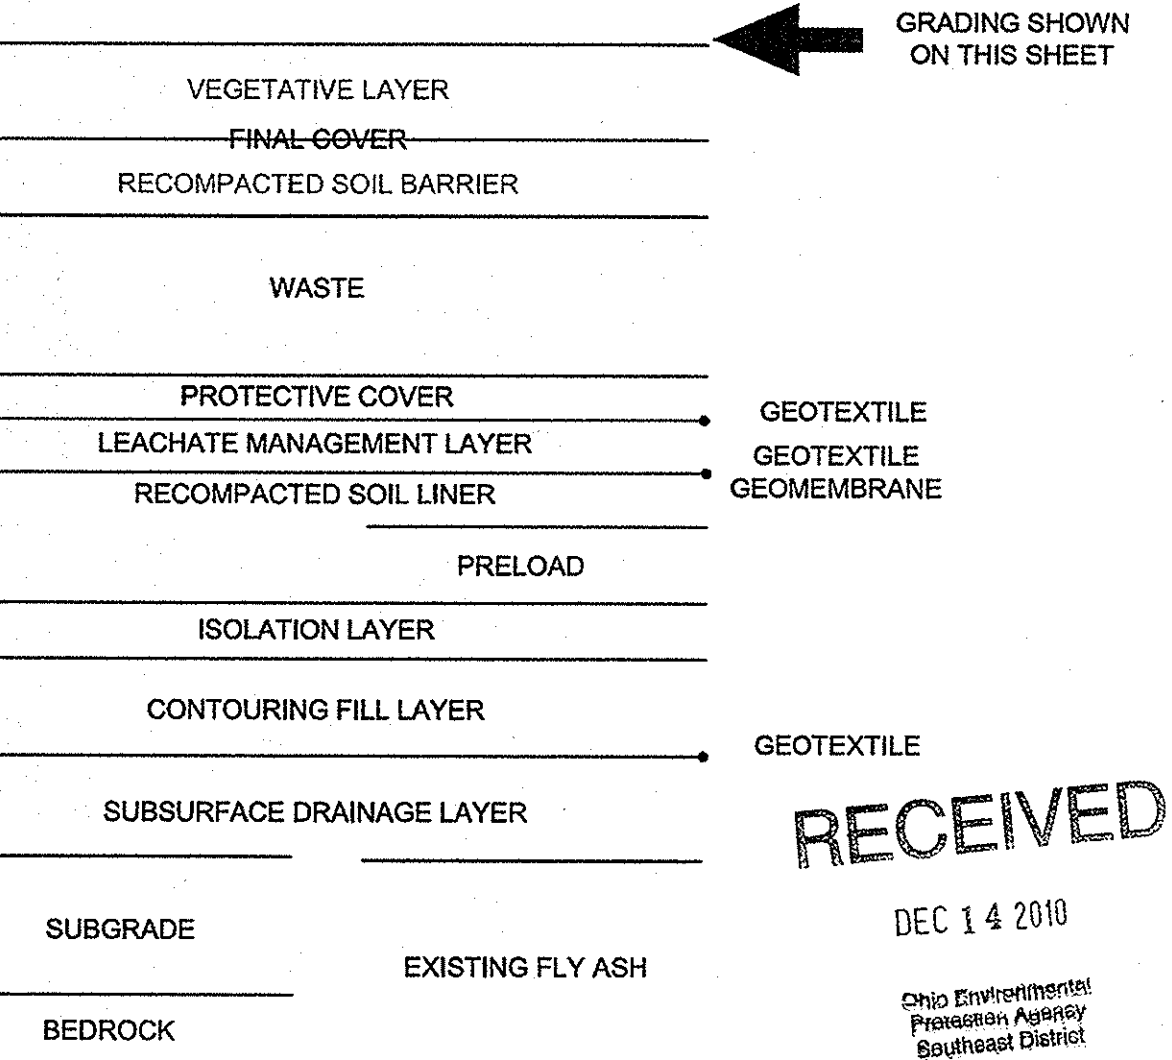 GRADING SHOWN
ON THIS SHEET
VEGETATIVE LAYER
FINAL COVER
RECOMPACTED SOIL BARRIER
WASTE
PROTECTIVE COVER
GEOTEXTILE
LEACHATE MANAGEMENT LAYER
GEOTEXTILE
RECOMPACTED SOIL LINER
GEOMEMBRANE
PRELOAD
ISOLATION LAYER
CONTOURING FILL LAYER
GEOTEXTILE
SUBSURFACE DRAINAGE LAYER
RECEIVED
DEC 14 2010
SUBGRADE
EXISTING FLY ASH
Ohio Environmental
Protection Agency
Southeast District
BEDROCK